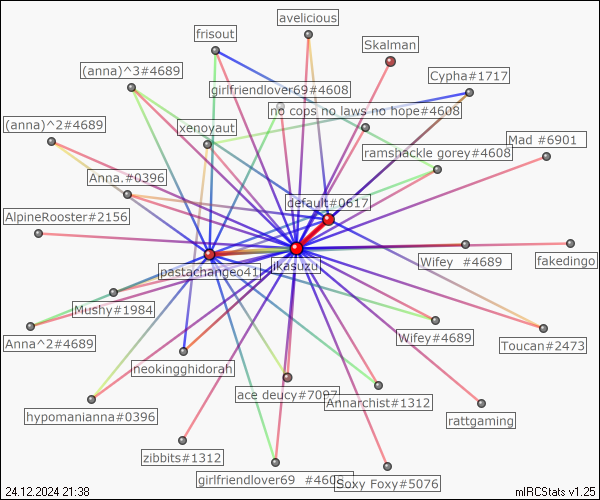 avelicious
frisout
Skalman
(anna)^3#4689
Cypha#1717
girlfriendlover69#4608
no cops no laws no hope#4608
(anna)^2#4689
xenoyaut
Mad #6901
ramshackle gorey#4608
Anna.#0396
default#0617
AlpineRooster#2156
Wifey  #4689
fakedingo
pastachangeo41
ikasuzu
Mushy#1984
Anna^2#4689
Wifey#4689
Toucan#2473
neokingghidorah
ace deucy#7097
Annarchist#1312
hypomanianna#0396
rattgaming
zibbits#1312
girlfriendlover69  #4608
Soxy Foxy#5076
24.12.2024 21:38
mIRCStats v1.25